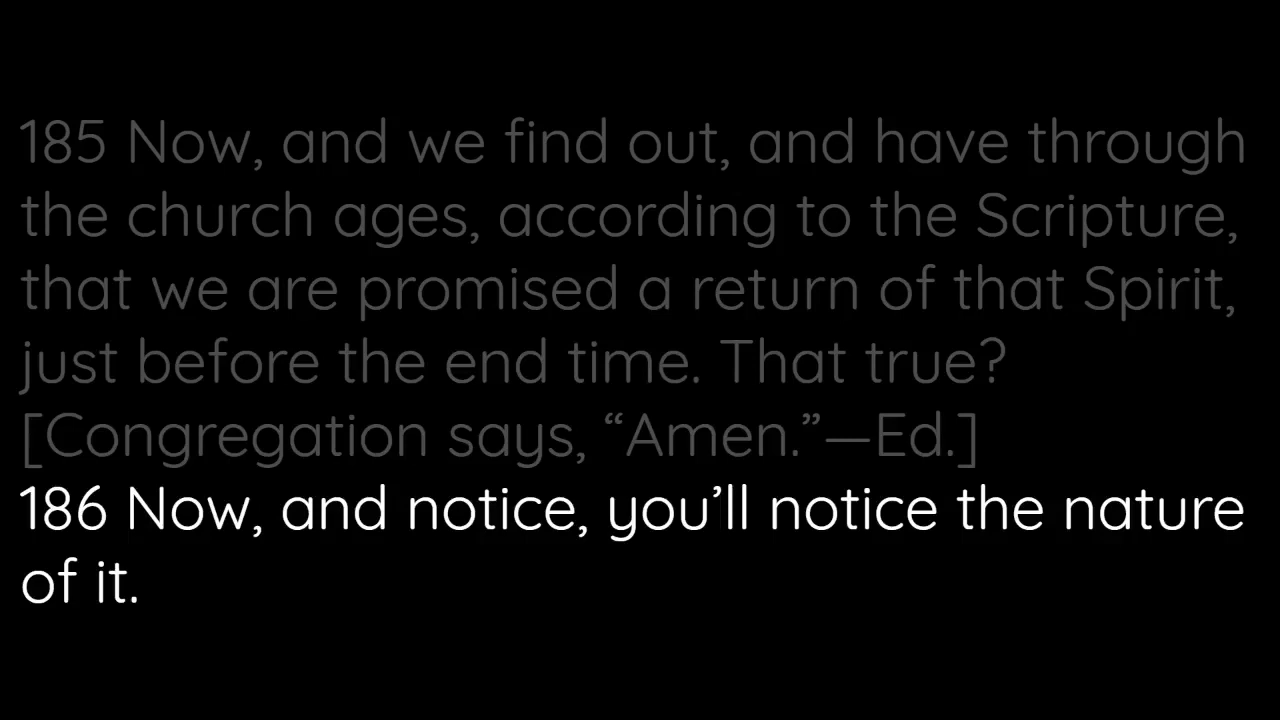 185 Now, and we find out, and have through
the church ages, according to the Scripture,
that we are promised a return of that Spirit,
just before the end time. That true?
[Congregation says, “Amen.”—Ed.]
186 Now, and notice, you’ll notice the nature
of it.